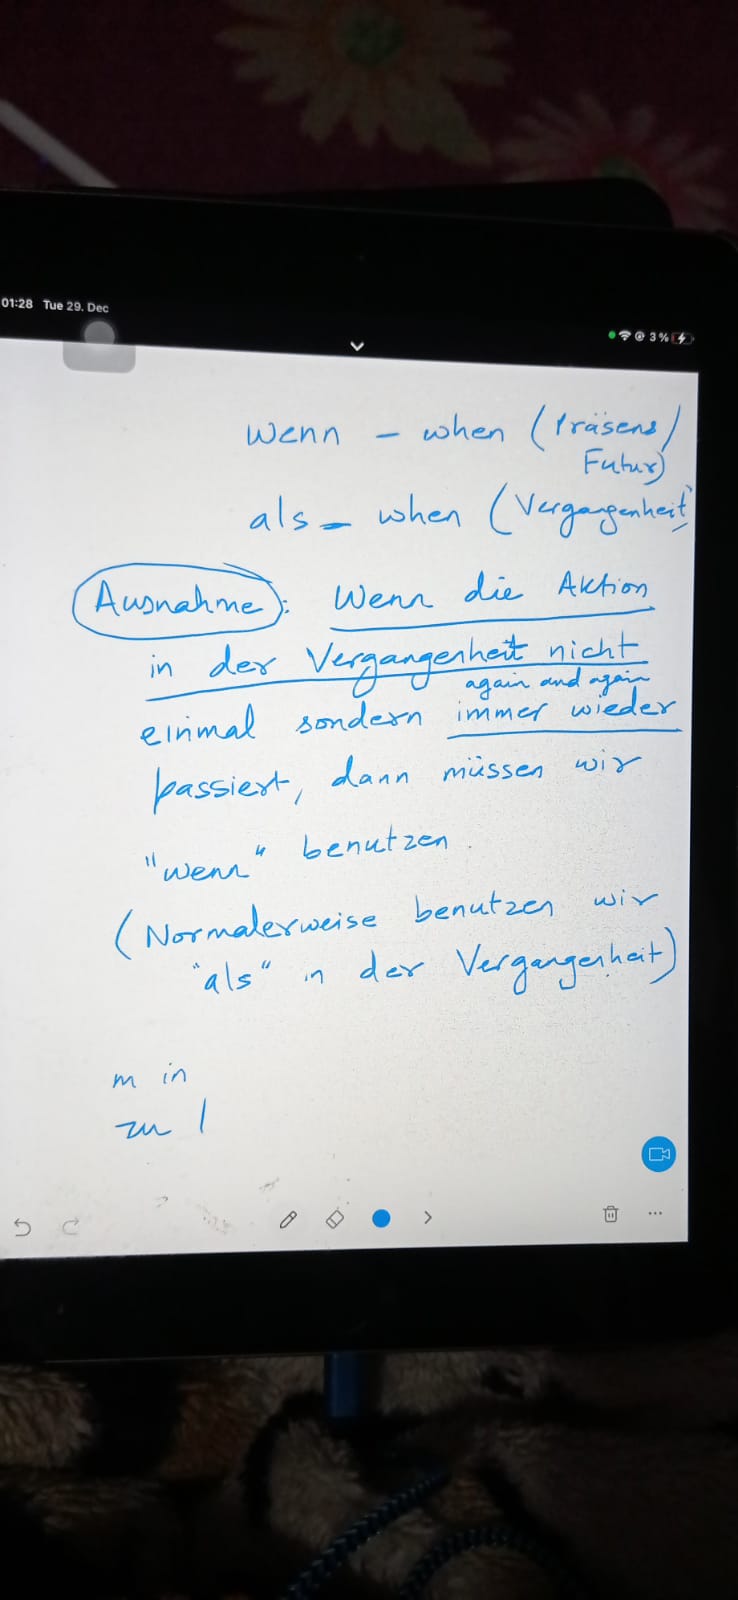 01:28 Tue 29. Dec
3%
wenn - when (Präsens/
Futur)
als - when (Vergangenheit)
Ausnahme: Wenn die Aktion
in der Vergangenheit nicht
again and again
einmal sondern immer wieder
passiert, dann müssen wir
"wenn" benutzen.
(Normalerweise benutzen wir
"als" in der Vergangenheit)
m in
zu